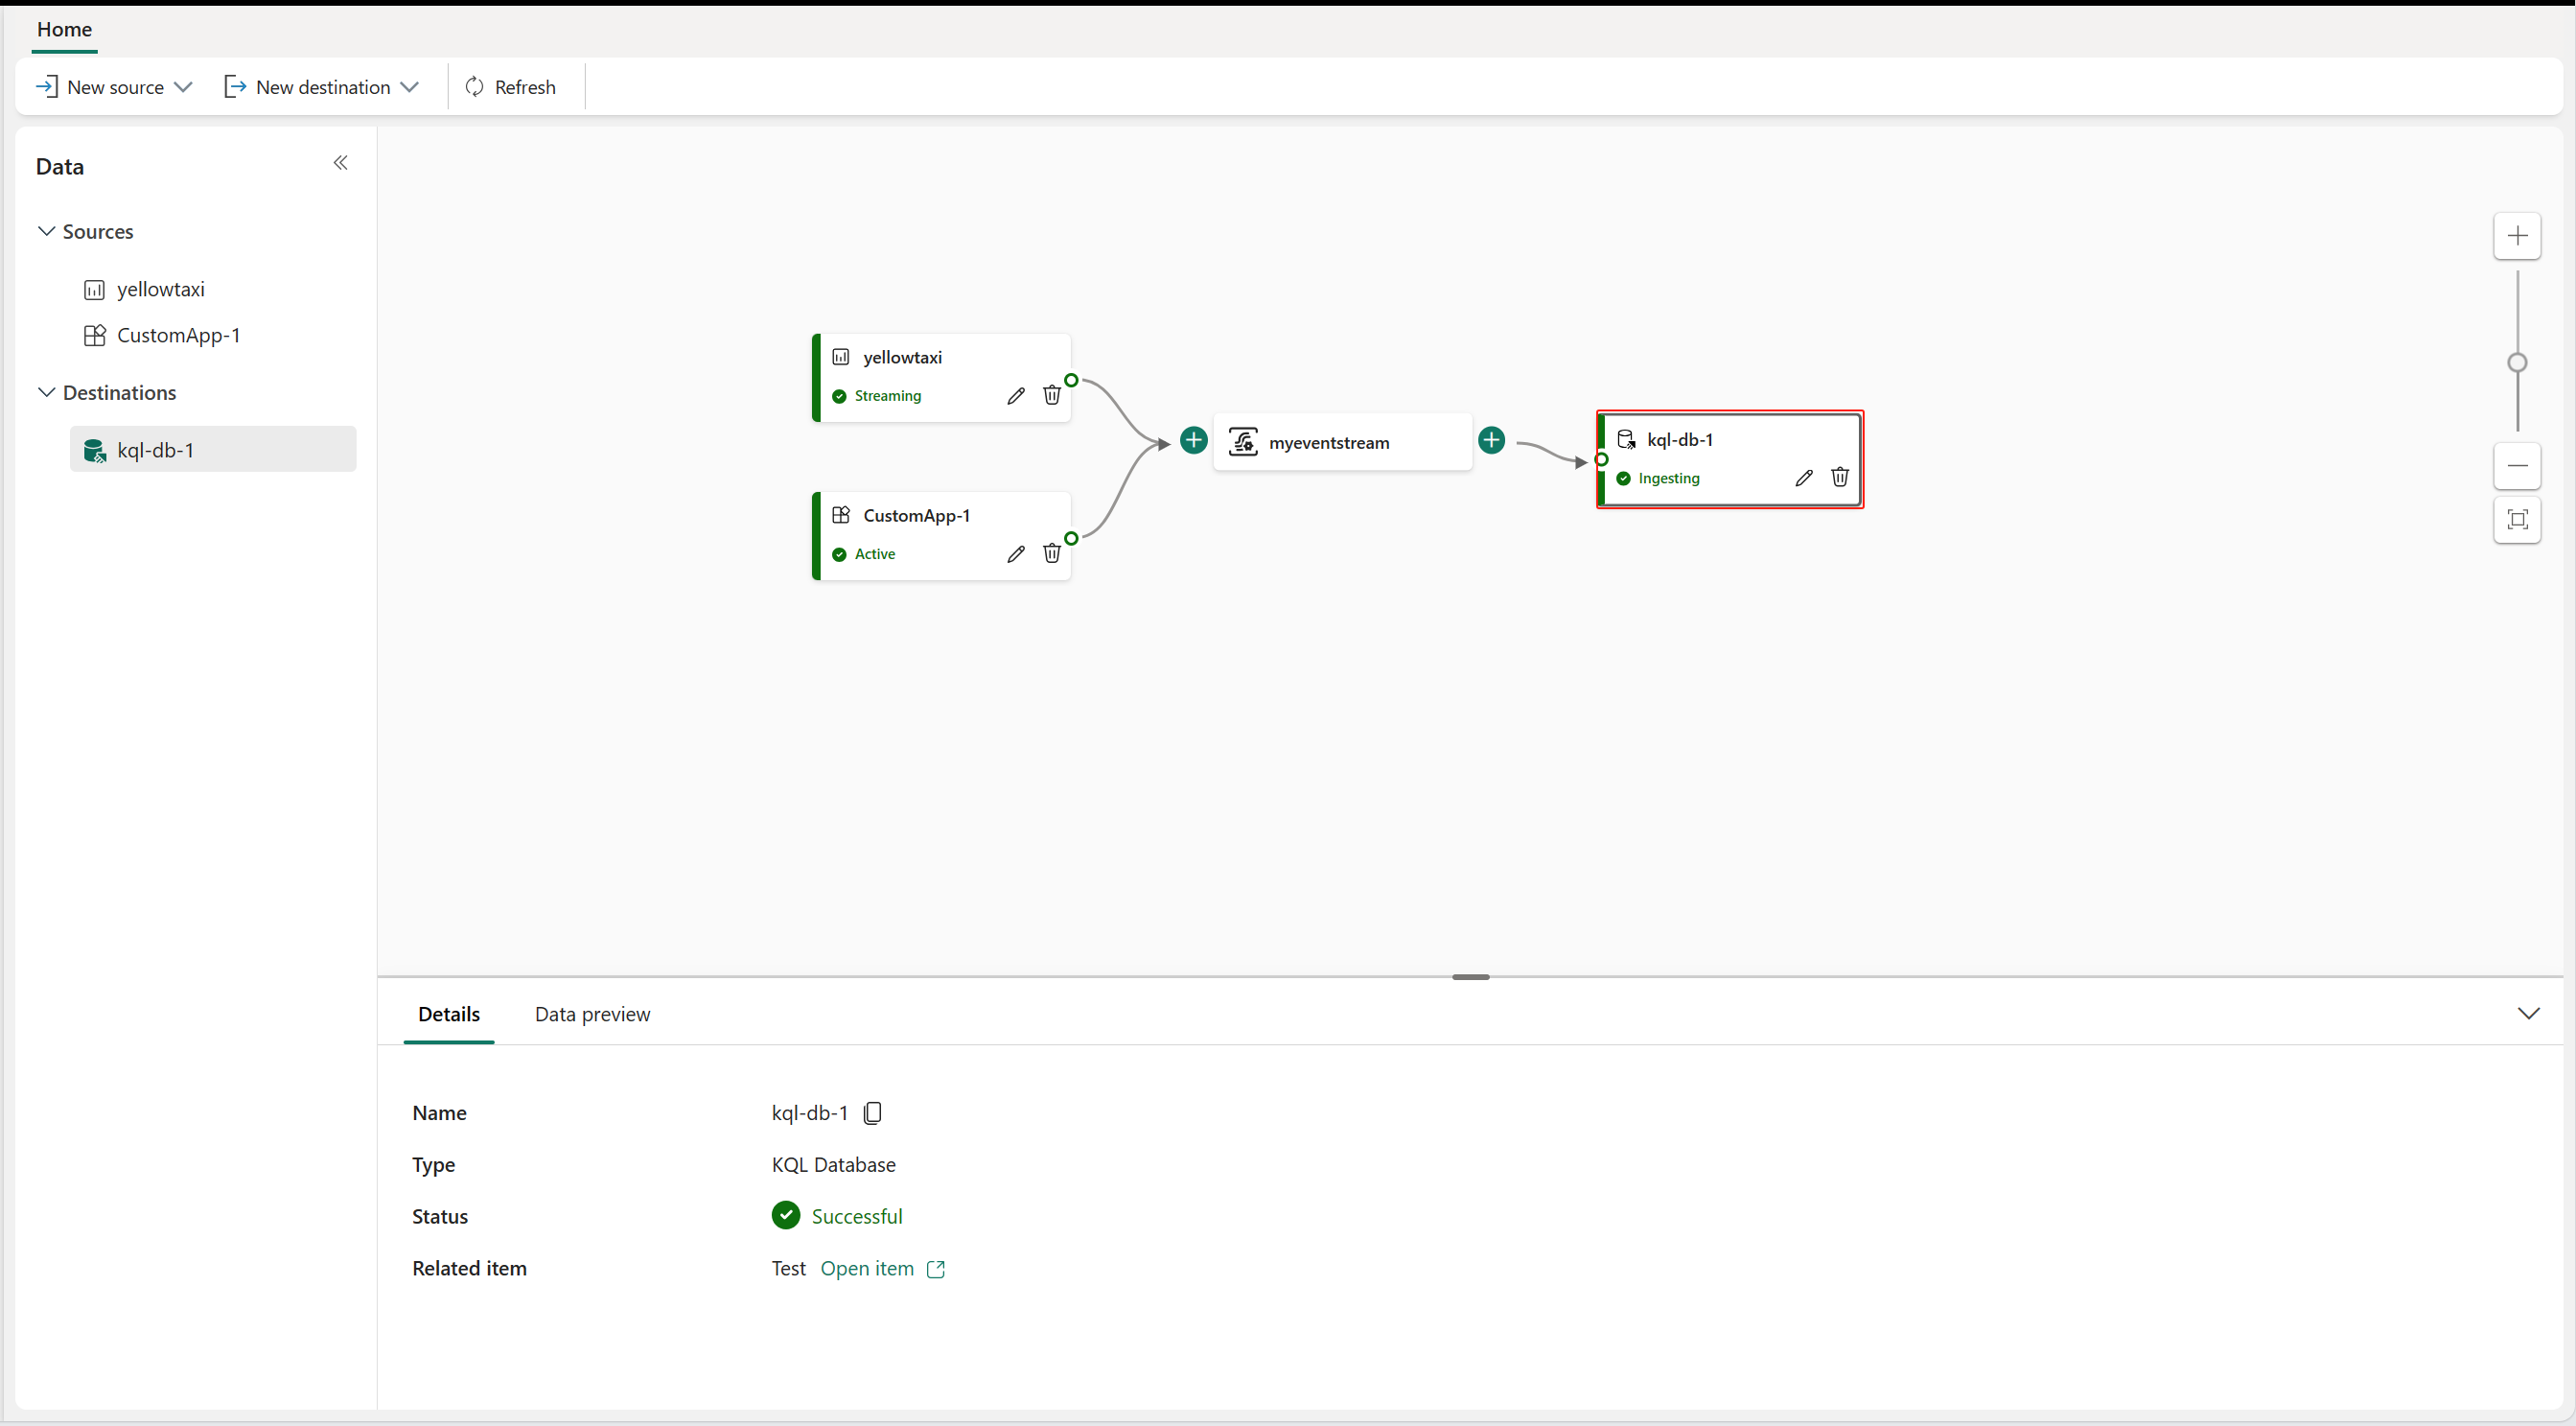 Home
New source
New destination
Refresh
Data
Sources
yellowtaxi
CustomApp-1
Destinations
kql-db-1
yellowtaxi
Streaming
CustomApp-1
Active
myeventstream
kql-db-1
Ingesting
Details
Data preview
Name kql-db-1
Type KQL Database
Status Successful
Related item Test Open item